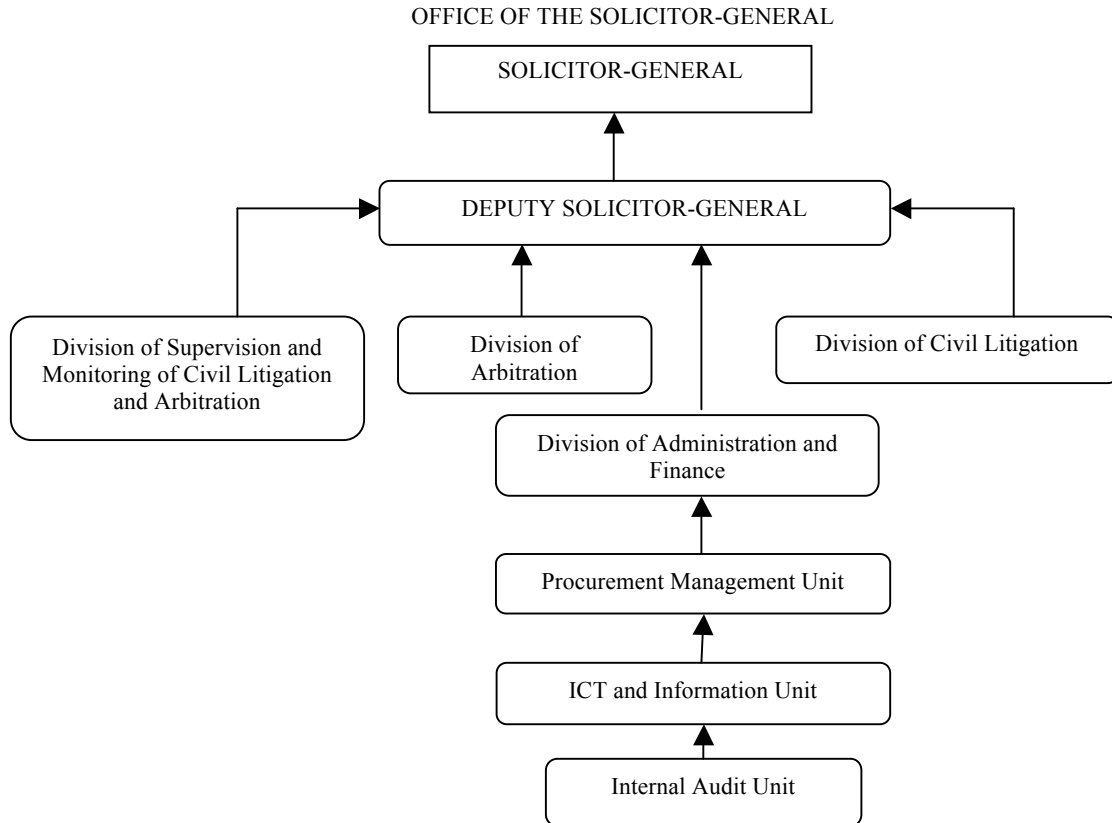 OFFICE OF THE SOLICITOR-GENERAL
SOLICITOR-GENERAL
DEPUTY SOLICITOR-GENERAL
Division of Supervision and
Monitoring of Civil Litigation
and Arbitration
Division of
Arbitration
Division of Civil Litigation
Division of Administration and
Finance
Procurement Management Unit
ICT and Information Unit
Internal Audit Unit